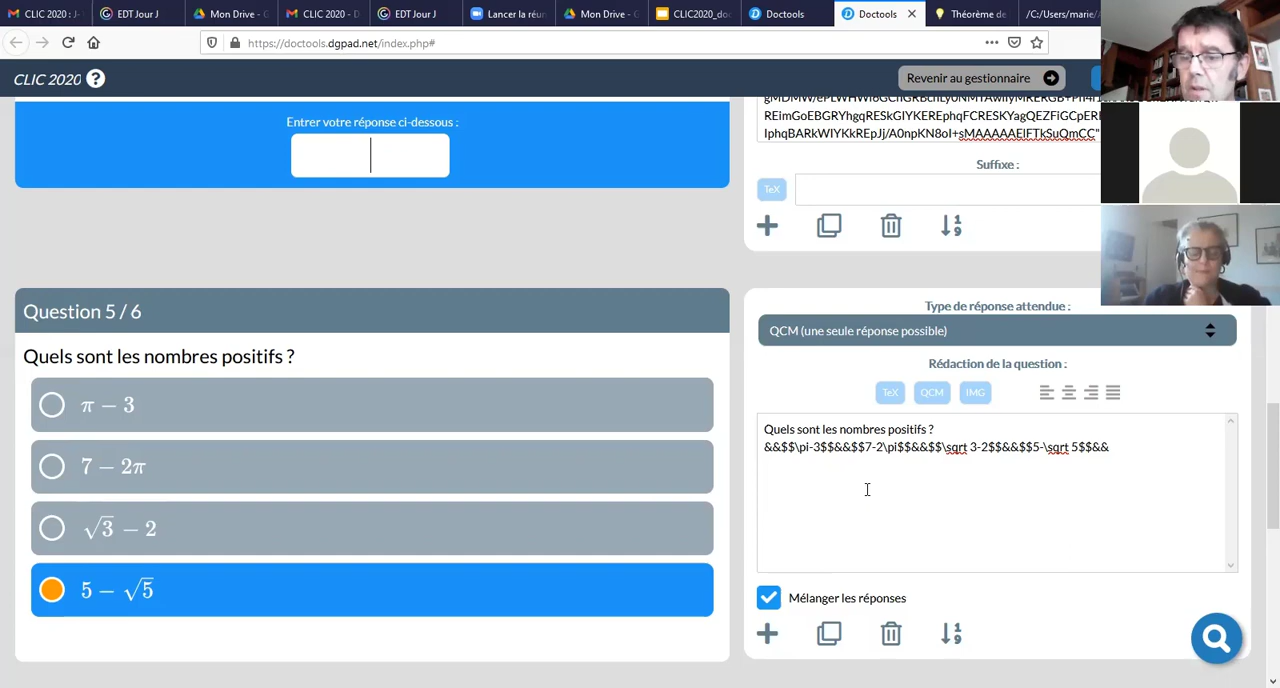 CLIC 2020 : J-
EDT Jour J
Mon Drive - G
CLIC 2020 - D
EDT Jour J
Lancer la réun
Mon Drive - G
CLIC2020_do
Doctools
Doctools
Théorème de
/C:/Users/marie/
https://doctools.dgpad.net/index.php#
CLIC 2020 ?
Revenir au gestionnaire
Entrer votre réponse ci-dessous :
Suffixe :
TeX
Question 5 / 6
Quels sont les nombres positifs ?
π − 3
7 − 2π
√3 − 2
5 − √5
Type de réponse attendue :
QCM (une seule réponse possible)
Rédaction de la question :
TeX QCM IMG
Quels sont les nombres positifs ?
&&$$\pi-3$$&&$$7-2\pi$$&&$$\sqrt 3-2$$&&$$5-\sqrt 5$$&&
Mélanger les réponses